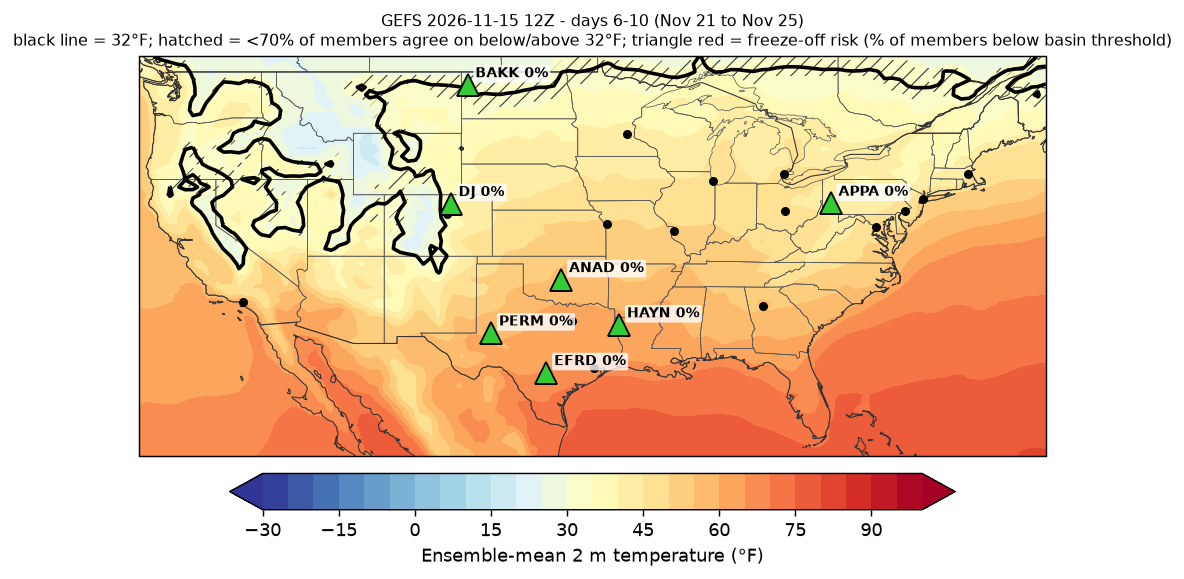 GEFS 2026-11-15 12Z - days 6-10 (Nov 21 to Nov 25)
black line = 32°F; hatched = <70% of members agree on below/above 32°F; triangle red = freeze-off risk (% of members below basin threshold)
BAKK 0%
DJ 0%
APPA 0%
ANAD 0%
HAYN 0%
PERM 0%
EFRD 0%
−30 −15 0 15 30 45 60 75 90
Ensemble-mean 2 m temperature (°F)